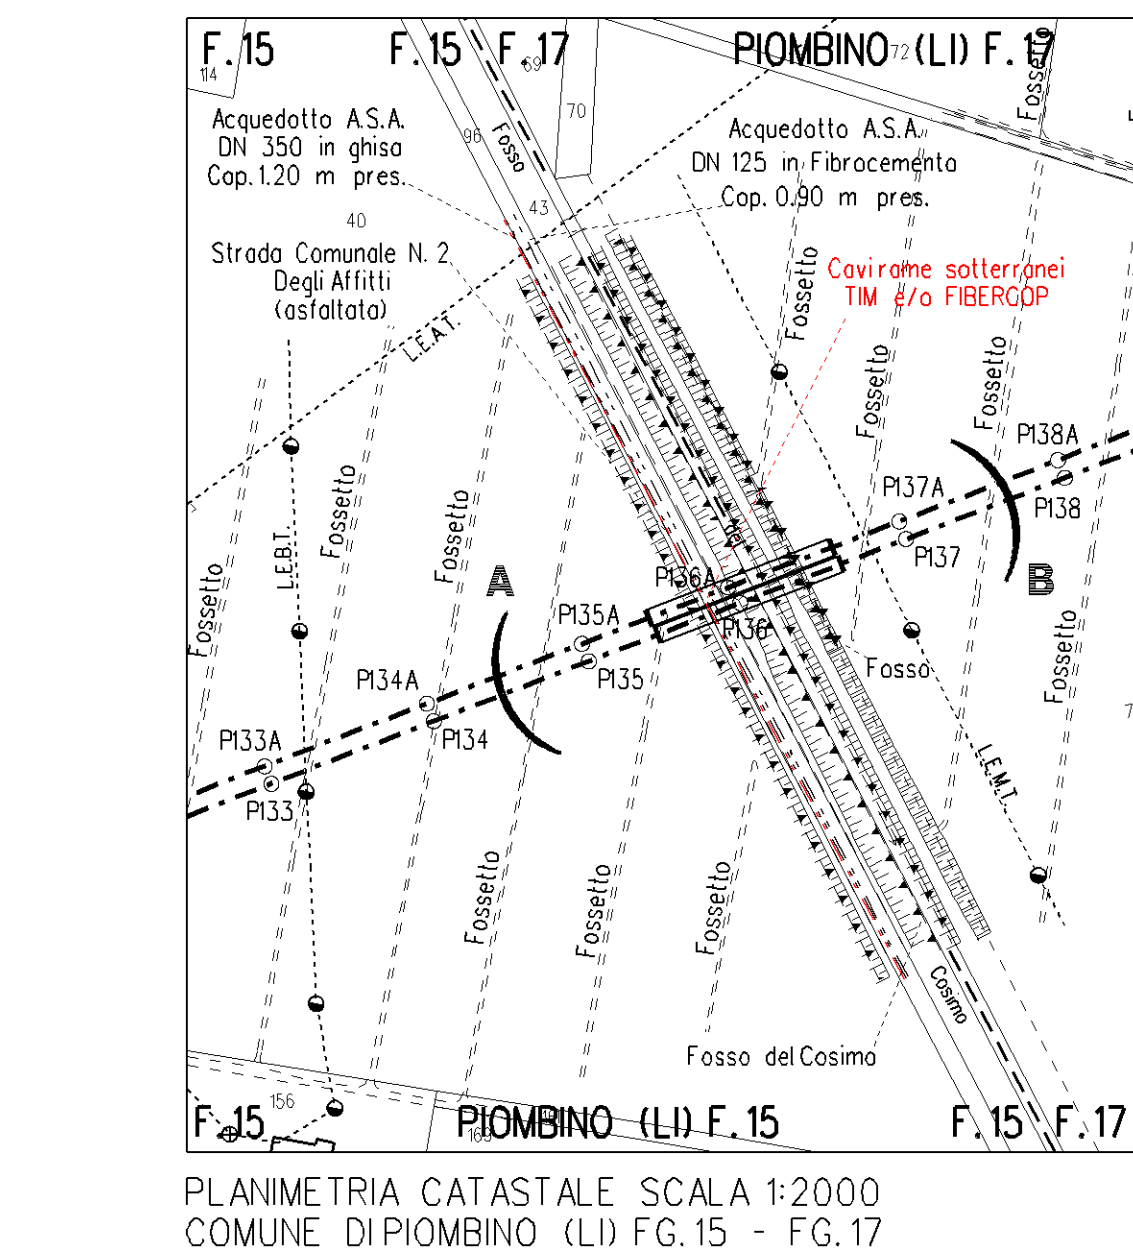 F.15 F.15 F.17 PIOMBINO (LI) F.17
114
69
72
70
96
43
40
Fosso
Fossetto
Acquedotto A.S.A.
DN 350 in ghisa
Cop. 1.20 m pres.
Acquedotto A.S.A.
DN 125 in Fibrocemento
Cop. 0.90 m pres.
Strada Comunale N. 2
Degli Affitti
(asfaltata)
Cavirame sotterranei
TIM e/o FIBERCOP
L.E.A.T.
Fossetto
Fossetto
Fossetto
L.E.B.T.
Fossetto
Fossetto
Fossetto
P138A
P138
P137A
P137
del
P136A
P136
A
B
P135A
P135
Fosso
Fossetto
P134A
P134
P133A
P133
L.E.M.T.
Fossetto
Fossetto
Fossetto
Cosimo
Fosso del Cosimo
156
169
F.15 PIOMBINO (LI) F.15 F.15 F.17
PLANIMETRIA CATASTALE SCALA 1:2000
COMUNE DI PIOMBINO (LI) FG.15 - FG.17